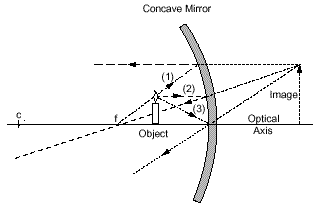 Concave Mirror
(1)
(2)
Image
(3)
c
f
Object
Optical
Axis